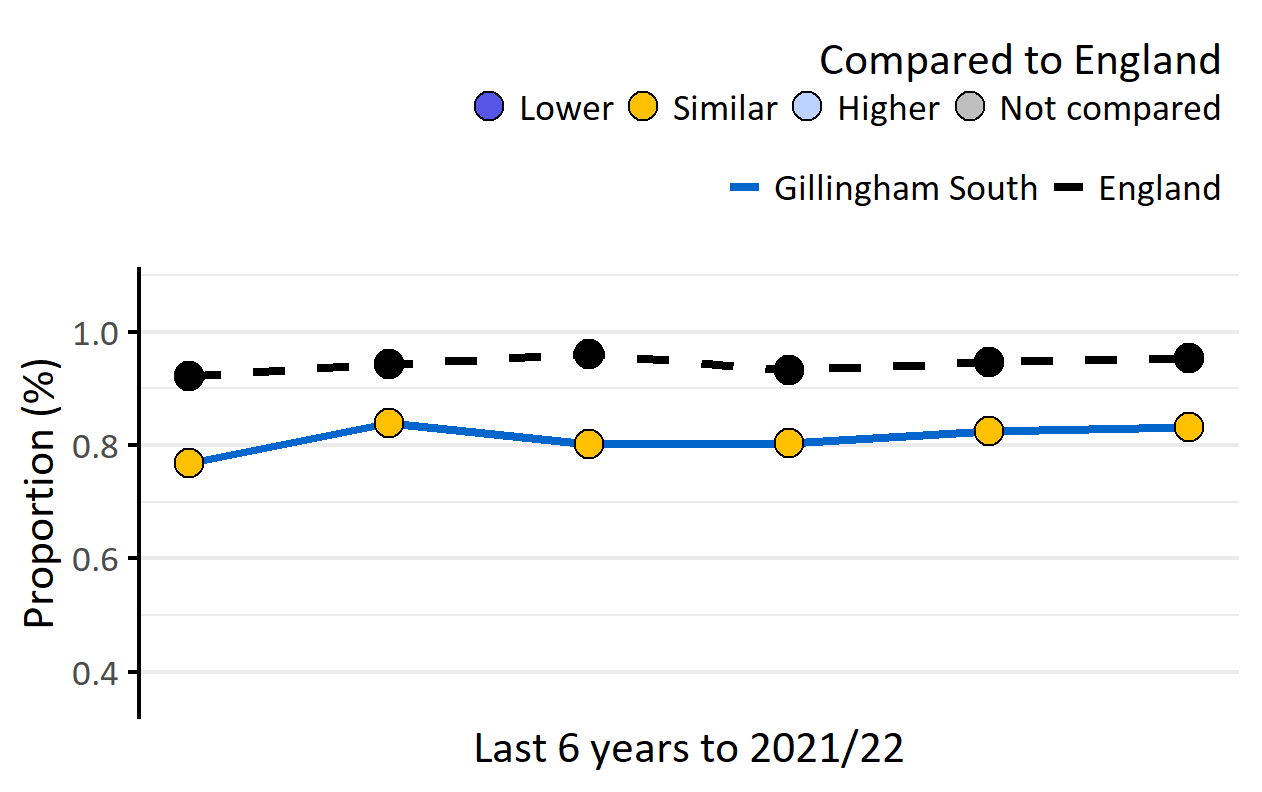 Compared to England
Lower Similar Higher Not compared
Gillingham South England
Proportion (%)
1.0
0.8
0.6
0.4
Last 6 years to 2021/22